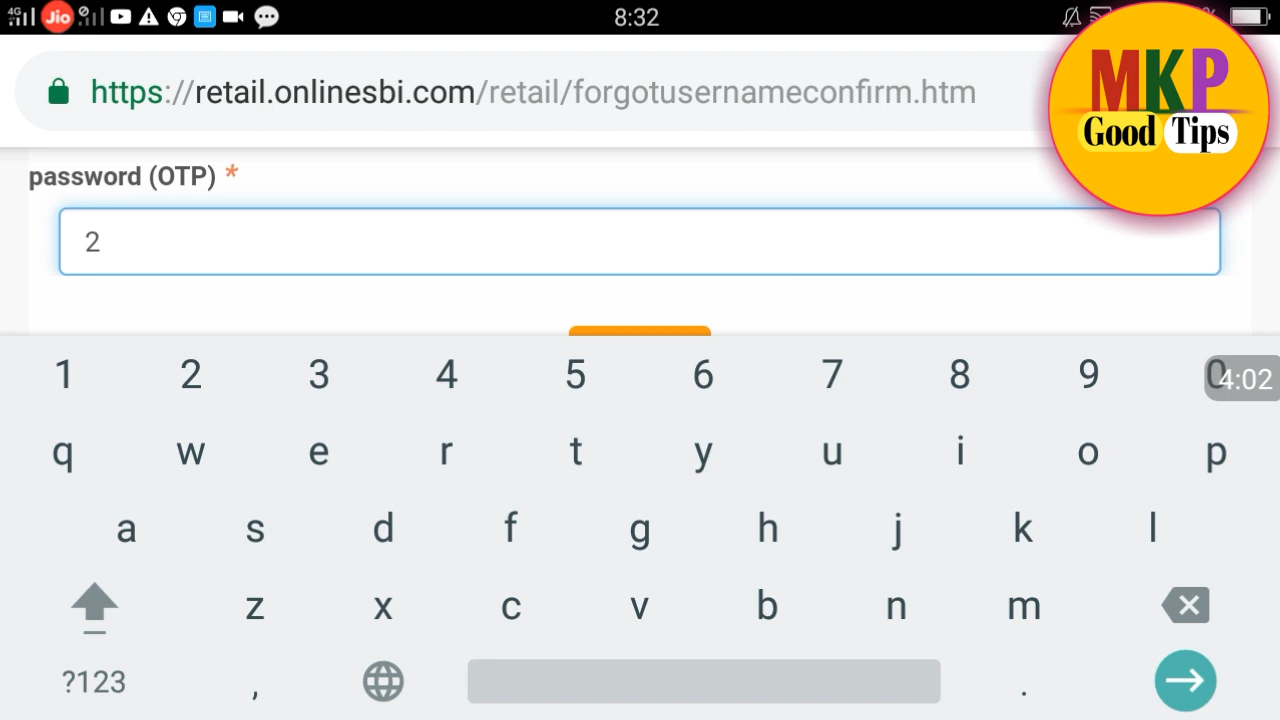 4G Jio 8:32
https://retail.onlinesbi.com/retail/forgotusernameconfirm.htm
MKP
Good Tips
password (OTP) *
2
1 2 3 4 5 6 7 8 9 0
4:02
q w e r t y u i o p
a s d f g h j k l
z x c v b n m
?123 , .